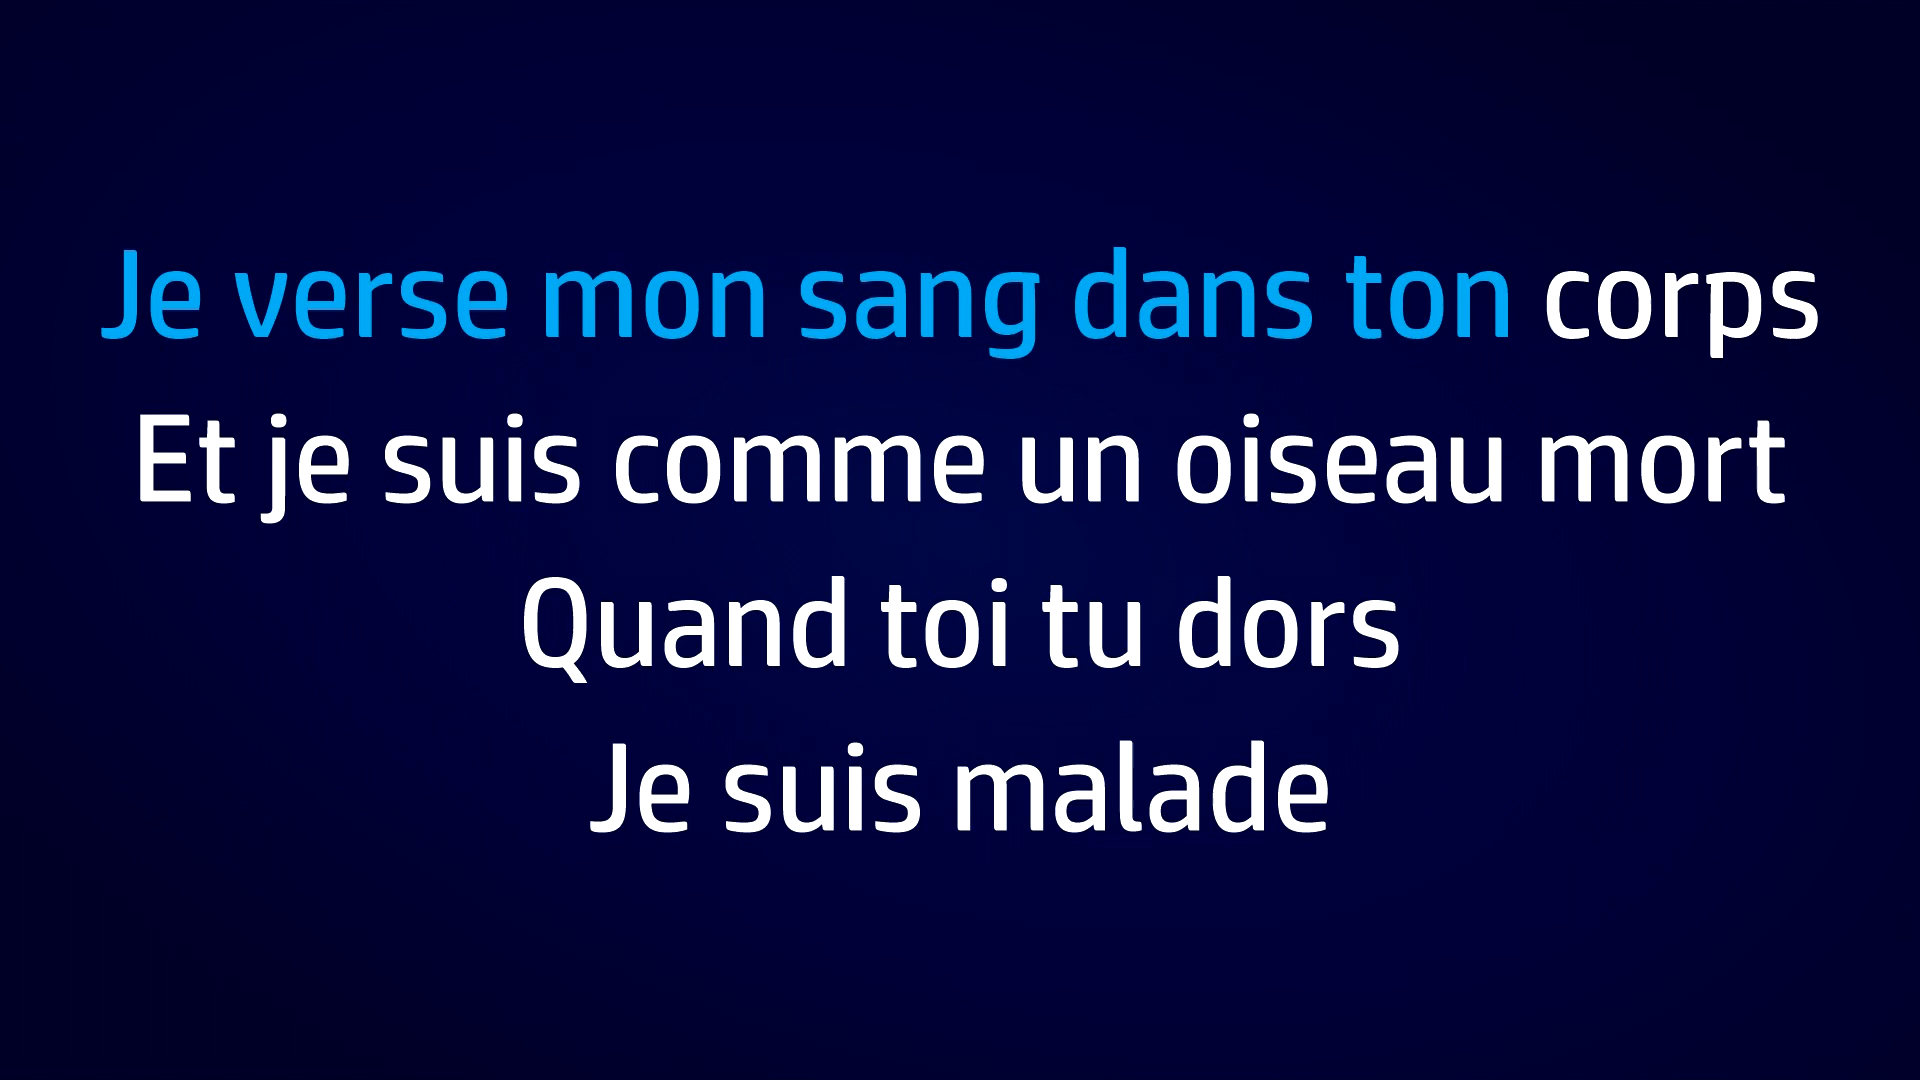 Je verse mon sang dans ton corps
Et je suis comme un oiseau mort
Quand toi tu dors
Je suis malade